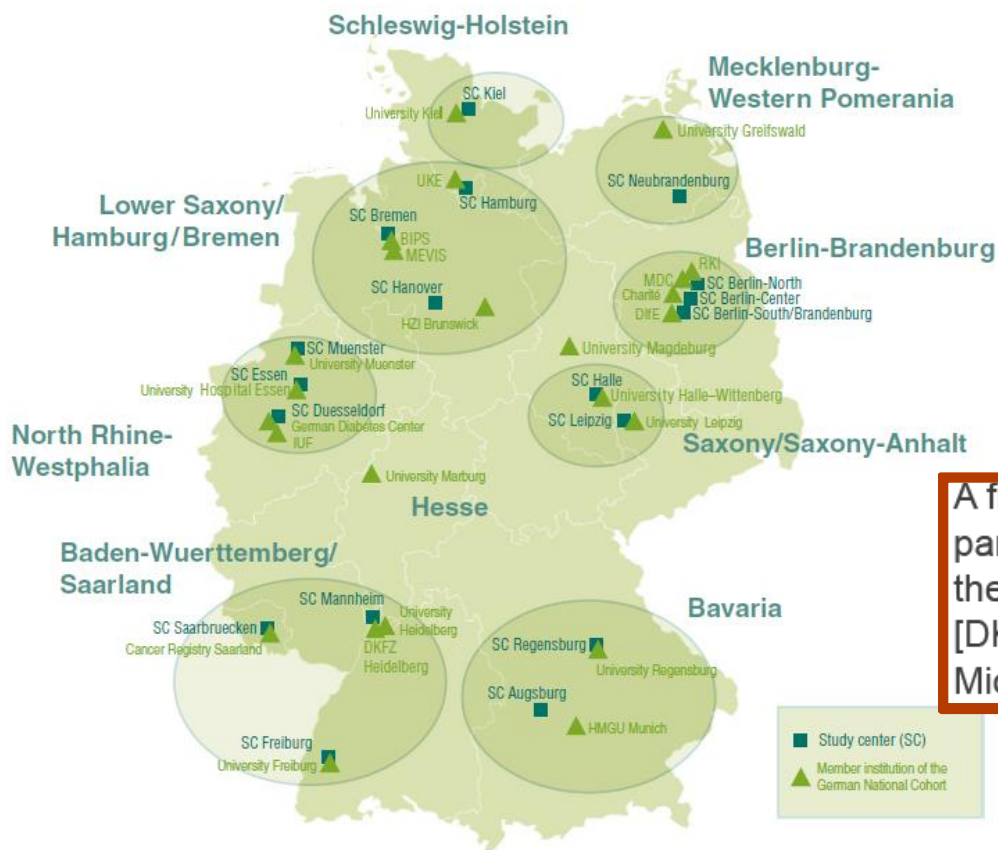 Schleswig-Holstein
SC Kiel
University Kiel
Mecklenburg-
Western Pomerania
University Greifswald
SC Neubrandenburg
Lower Saxony/
Hamburg/Bremen
UKE
SC Hamburg
SC Bremen
BIPS
MEVIS
SC Hanover
HZI Brunswick
Berlin-Brandenburg
RKI
MDC
SC Berlin-North
Charité
SC Berlin-Center
DIfE
SC Berlin-South/Brandenburg
University Magdeburg
SC Muenster
University Muenster
SC Essen
University Hospital Essen
SC Duesseldorf
German Diabetes Center
IUF
North Rhine-
Westphalia
SC Halle
University Halle–Wittenberg
SC Leipzig
University Leipzig
Saxony/Saxony-Anhalt
University Marburg
Hesse
Baden-Wuerttemberg/
Saarland
SC Mannheim
University
Heidelberg
SC Saarbruecken
Cancer Registry Saarland
DKFZ
Heidelberg
SC Freiburg
University Freiburg
Bavaria
SC Regensburg
University Regensburg
SC Augsburg
HMGU Munich
A
the
Study center (SC)
Member institution of the
German National Cohort